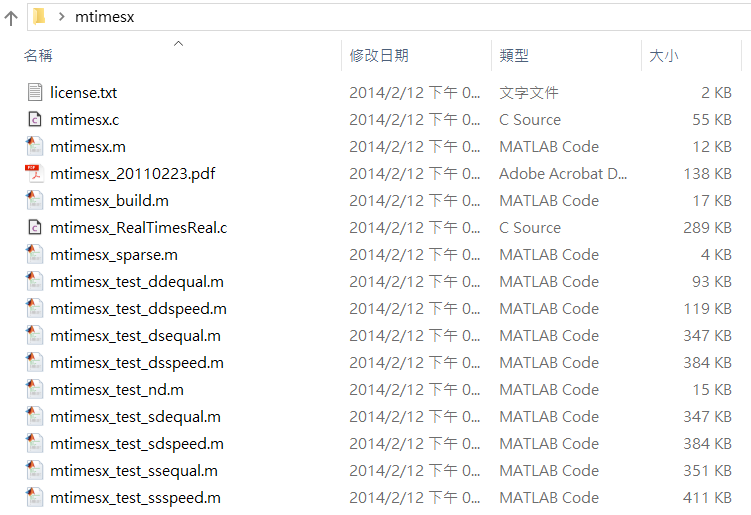 mtimesx
名稱 修改日期 類型 大小
license.txt 2014/2/12 下午 0... 文字文件 2 KB
mtimesx.c 2014/2/12 下午 0... C Source 55 KB
mtimesx.m 2014/2/12 下午 0... MATLAB Code 12 KB
mtimesx_20110223.pdf 2014/2/12 下午 0... Adobe Acrobat D... 138 KB
mtimesx_build.m 2014/2/12 下午 0... MATLAB Code 17 KB
mtimesx_RealTimesReal.c 2014/2/12 下午 0... C Source 289 KB
mtimesx_sparse.m 2014/2/12 下午 0... MATLAB Code 4 KB
mtimesx_test_ddequal.m 2014/2/12 下午 0... MATLAB Code 93 KB
mtimesx_test_ddspeed.m 2014/2/12 下午 0... MATLAB Code 119 KB
mtimesx_test_dsequal.m 2014/2/12 下午 0... MATLAB Code 347 KB
mtimesx_test_dsspeed.m 2014/2/12 下午 0... MATLAB Code 384 KB
mtimesx_test_nd.m 2014/2/12 下午 0... MATLAB Code 15 KB
mtimesx_test_sdequal.m 2014/2/12 下午 0... MATLAB Code 347 KB
mtimesx_test_sdspeed.m 2014/2/12 下午 0... MATLAB Code 384 KB
mtimesx_test_ssequal.m 2014/2/12 下午 0... MATLAB Code 351 KB
mtimesx_test_ssspeed.m 2014/2/12 下午 0... MATLAB Code 411 KB